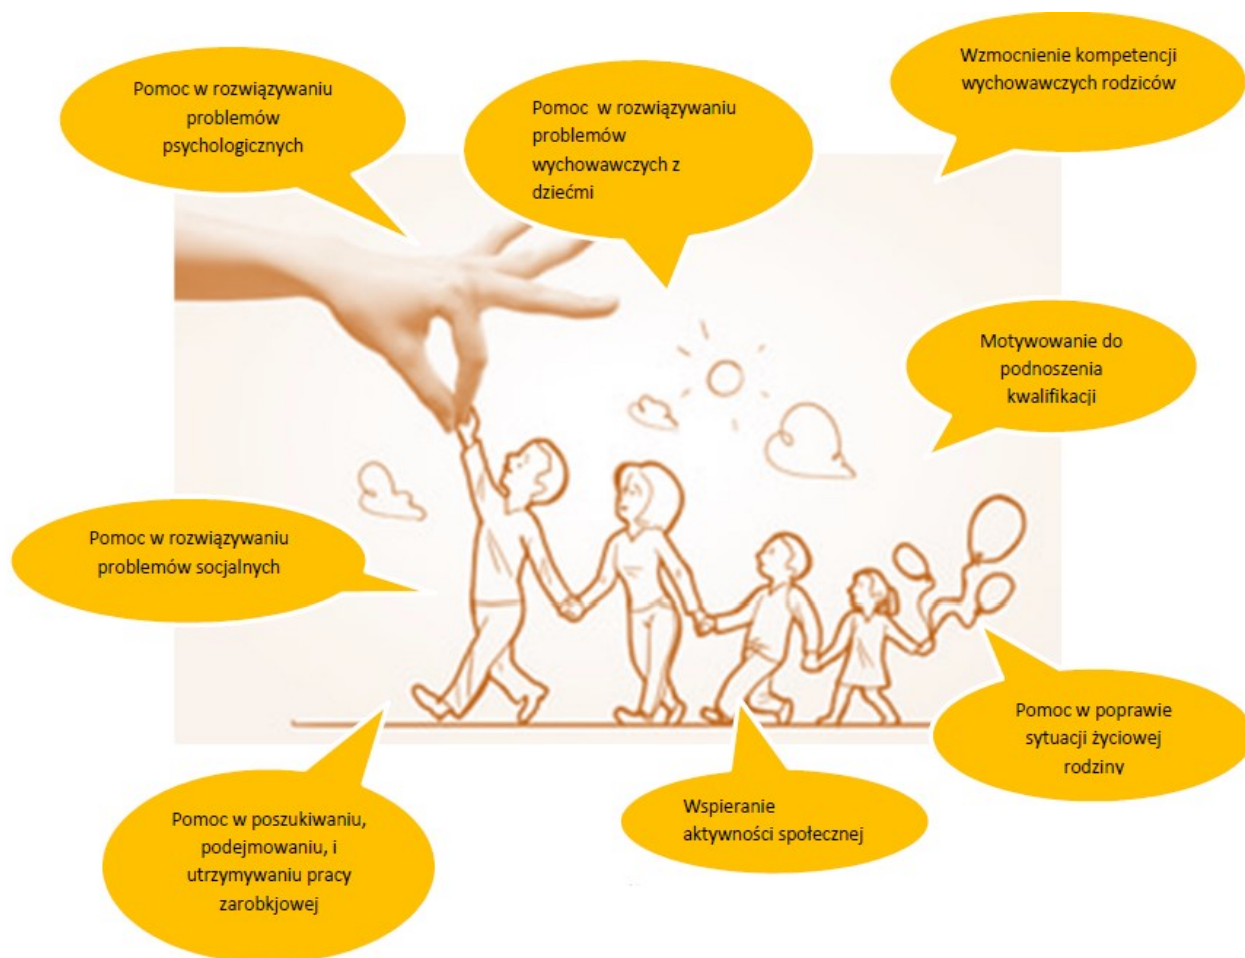 Pomoc w rozwiązywaniu
problemów
psychologicznych
Pomoc w rozwiązywaniu
problemów
wychowawczych z
dziećmi
Wzmocnienie kompetencji
wychowawczych rodziców
Motywowanie do
podnoszenia
kwalifikacji
Pomoc w rozwiązywaniu
problemów socjalnych
Pomoc w poprawie
sytuacji życiowej
rodziny
Pomoc w poszukiwaniu,
podejmowaniu, i
utrzymywaniu pracy
zarobkjowej
Wspieranie
aktywności społecznej